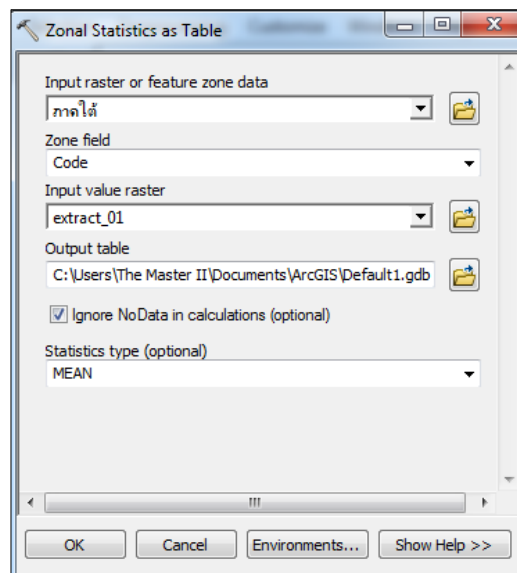 Zonal Statistics as Table
Input raster or feature zone data
ภาคใต้
Zone field
Code
Input value raster
extract_01
Output table
C:\Users\The Master II\Documents\ArcGIS\Default1.gdb
Ignore NoData in calculations (optional)
Statistics type (optional)
MEAN
OK
Cancel
Environments...
Show Help >>